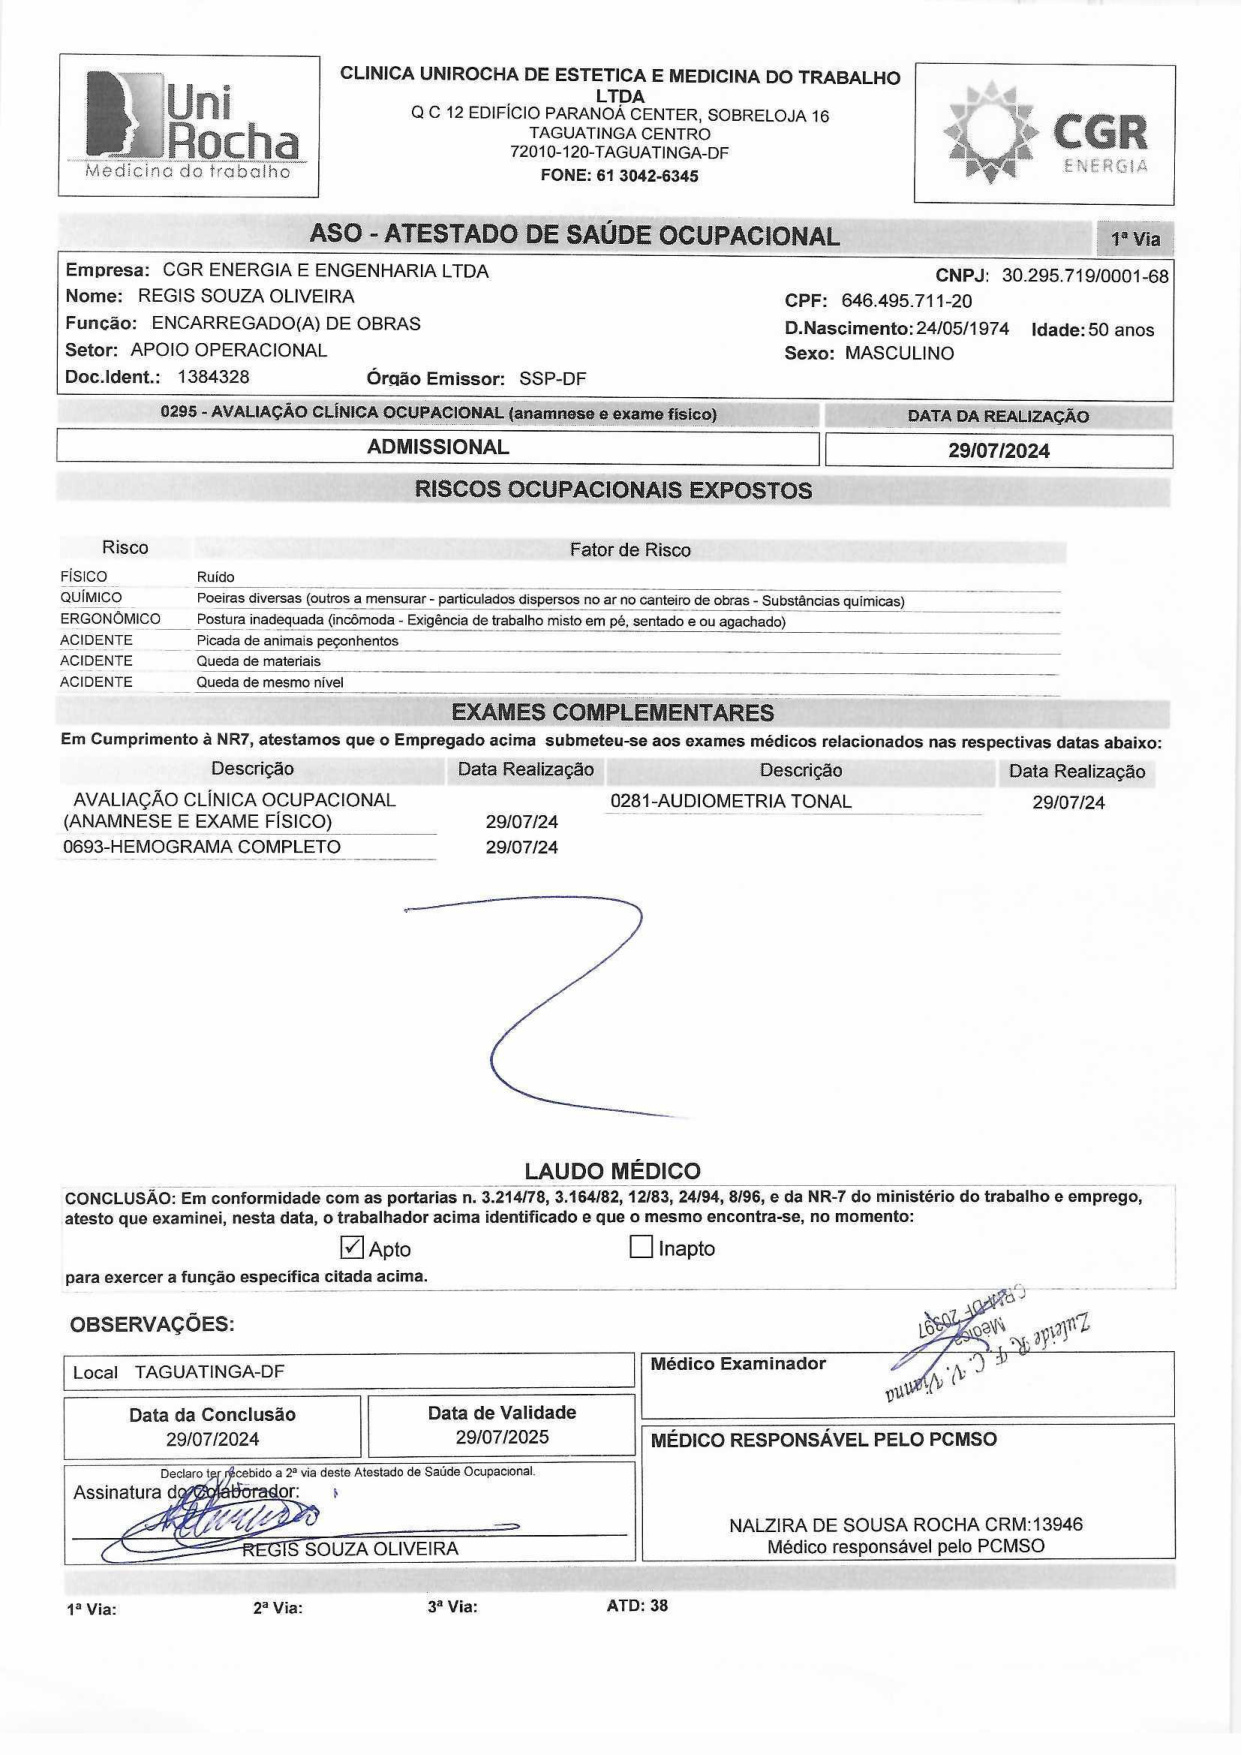 Uni
Rocha
Medicina do trabalho
CLINICA UNIROCHA DE ESTETICA E MEDICINA DO TRABALHO
LTDA
Q C 12 EDIFÍCIO PARANOÁ CENTER, SOBRELOJA 16
TAGUATINGA CENTRO
72010-120-TAGUATINGA-DF
FONE: 61 3042-6345
CGR
ENERGIA
ASO - ATESTADO DE SAÚDE OCUPACIONAL 1ª Via
Empresa: CGR ENERGIA E ENGENHARIA LTDA CNPJ: 30.295.719/0001-68
Nome: REGIS SOUZA OLIVEIRA CPF: 646.495.711-20
Função: ENCARREGADO(A) DE OBRAS D.Nascimento: 24/05/1974 Idade: 50 anos
Setor: APOIO OPERACIONAL Sexo: MASCULINO
Doc.Ident.: 1384328 Órgão Emissor: SSP-DF
0295 - AVALIAÇÃO CLÍNICA OCUPACIONAL (anamnese e exame fisico) DATA DA REALIZAÇÃO
ADMISSIONAL 29/07/2024
RISCOS OCUPACIONAIS EXPOSTOS
Risco Fator de Risco
FÍSICO Ruído
QUÍMICO Poeiras diversas (outros a mensurar - particulados dispersos no ar no canteiro de obras - Substâncias químicas)
ERGONÔMICO Postura inadequada (incômoda - Exigência de trabalho misto em pé, sentado e ou agachado)
ACIDENTE Picada de animais peçonhentos
ACIDENTE Queda de materiais
ACIDENTE Queda de mesmo nível
EXAMES COMPLEMENTARES
Em Cumprimento à NR7, atestamos que o Empregado acima submeteu-se aos exames médicos relacionados nas respectivas datas abaixo:
Descrição Data Realização Descrição Data Realização
AVALIAÇÃO CLÍNICA OCUPACIONAL 0281-AUDIOMETRIA TONAL 29/07/24
(ANAMNESE E EXAME FÍSICO) 29/07/24
0693-HEMOGRAMA COMPLETO 29/07/24
LAUDO MÉDICO
CONCLUSÃO: Em conformidade com as portarias n. 3.214/78, 3.164/82, 12/83, 24/94, 8/96, e da NR-7 do ministério do trabalho e emprego,
atesto que examinei, nesta data, o trabalhador acima identificado e que o mesmo encontra-se, no momento:
✓ Apto Inapto
para exercer a função específica citada acima.
OBSERVAÇÕES:
Zuleide R. F. C. V. Vianna
Médica
CRM-DF 20397
Local TAGUATINGA-DF
Médico Examinador
Data da Conclusão Data de Validade
29/07/2024 29/07/2025
MÉDICO RESPONSÁVEL PELO PCMSO
Declaro ter recebido a 2ª via deste Atestado de Saúde Ocupacional.
Assinatura do Colaborador:
REGIS SOUZA OLIVEIRA
NALZIRA DE SOUSA ROCHA CRM:13946
Médico responsável pelo PCMSO
1ª Via: 2ª Via: 3ª Via: ATD: 38